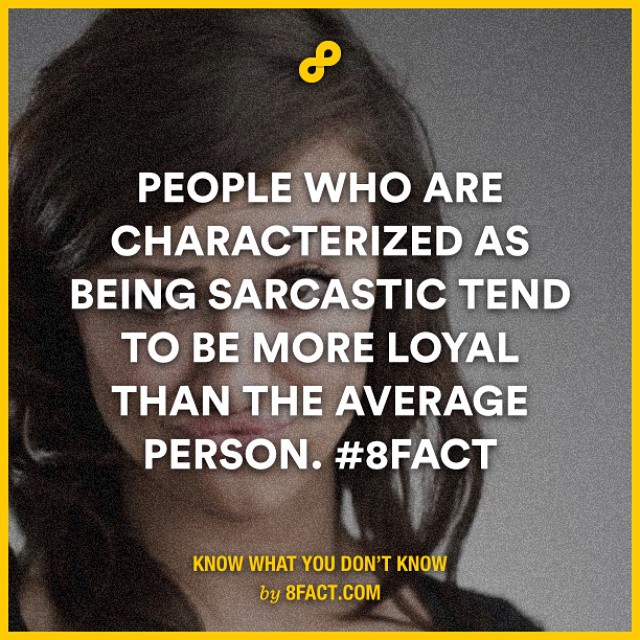 PEOPLE WHO ARE
CHARACTERIZED AS
BEING SARCASTIC TEND
TO BE MORE LOYAL
THAN THE AVERAGE
PERSON. #8FACT
KNOW WHAT YOU DON'T KNOW
by 8FACT.COM